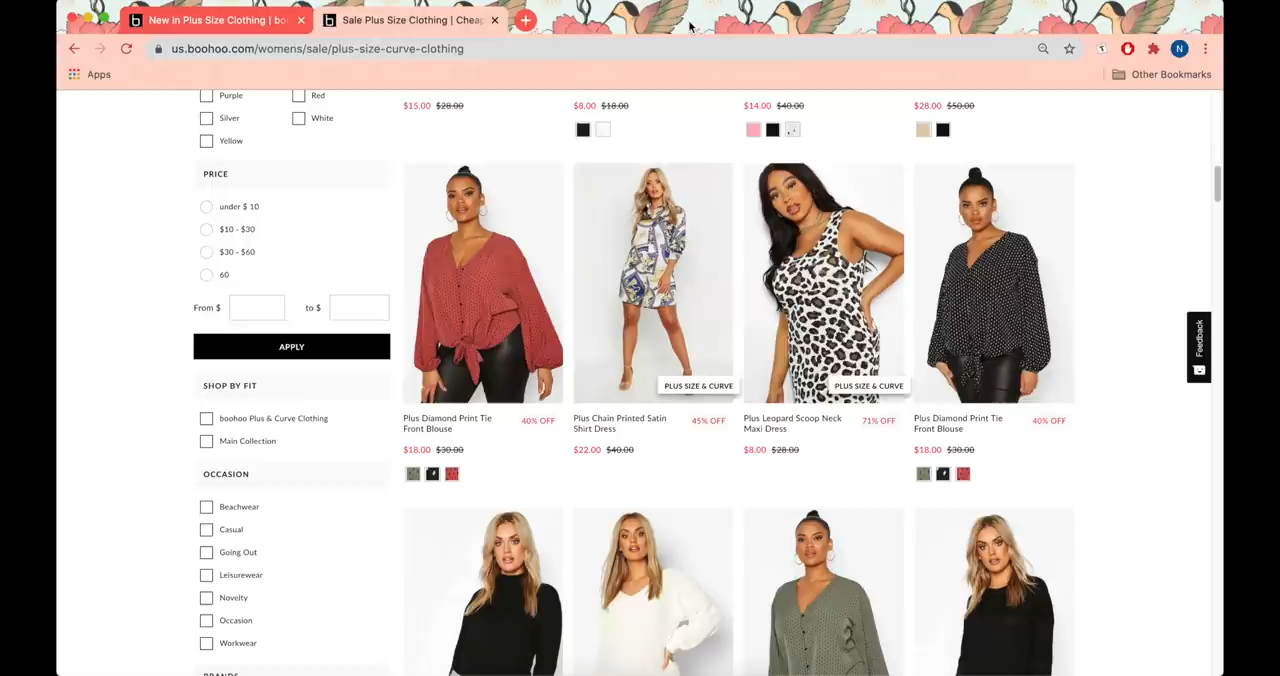 New In Plus Size Clothing | bo
Sale Plus Size Clothing | Cheap
us.boohoo.com/womens/sale/plus-size-curve-clothing
N
Apps
Other Bookmarks
Purple
Red
Silver
White
Yellow
$15.00 $28.00
$8.00 $18.00
$14.00 $40.00
$28.00 $50.00
PRICE
under $ 10
$10 - $30
$30 - $60
60
From $
to $
APPLY
Feedback
PLUS SIZE & CURVE
PLUS SIZE & CURVE
SHOP BY FIT
boohoo Plus & Curve Clothing
Main Collection
Plus Diamond Print Tie
Front Blouse
40% OFF
$18.00 $30.00
Plus Chain Printed Satin
Shirt Dress
45% OFF
$22.00 $40.00
Plus Leopard Scoop Neck
Maxi Dress
71% OFF
$8.00 $28.00
Plus Diamond Print Tie
Front Blouse
40% OFF
$18.00 $30.00
OCCASION
Beachwear
Casual
Going Out
Leisurewear
Novelty
Occasion
Workwear
BRANDS